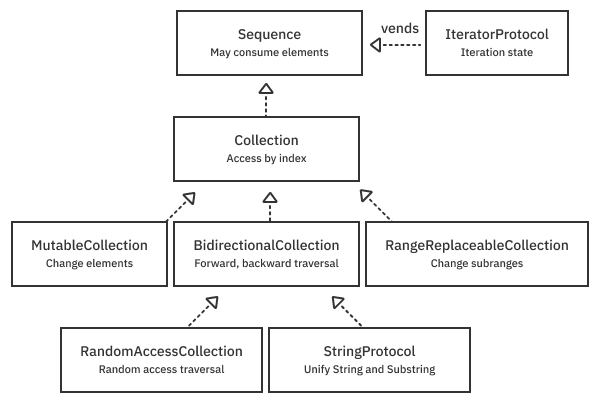 Sequence
May consume elements
vends
IteratorProtocol
Iteration state
Collection
Access by index
MutableCollection
Change elements
BidirectionalCollection
Forward, backward traversal
RangeReplaceableCollection
Change subranges
RandomAccessCollection
Random access traversal
StringProtocol
Unify String and Substring